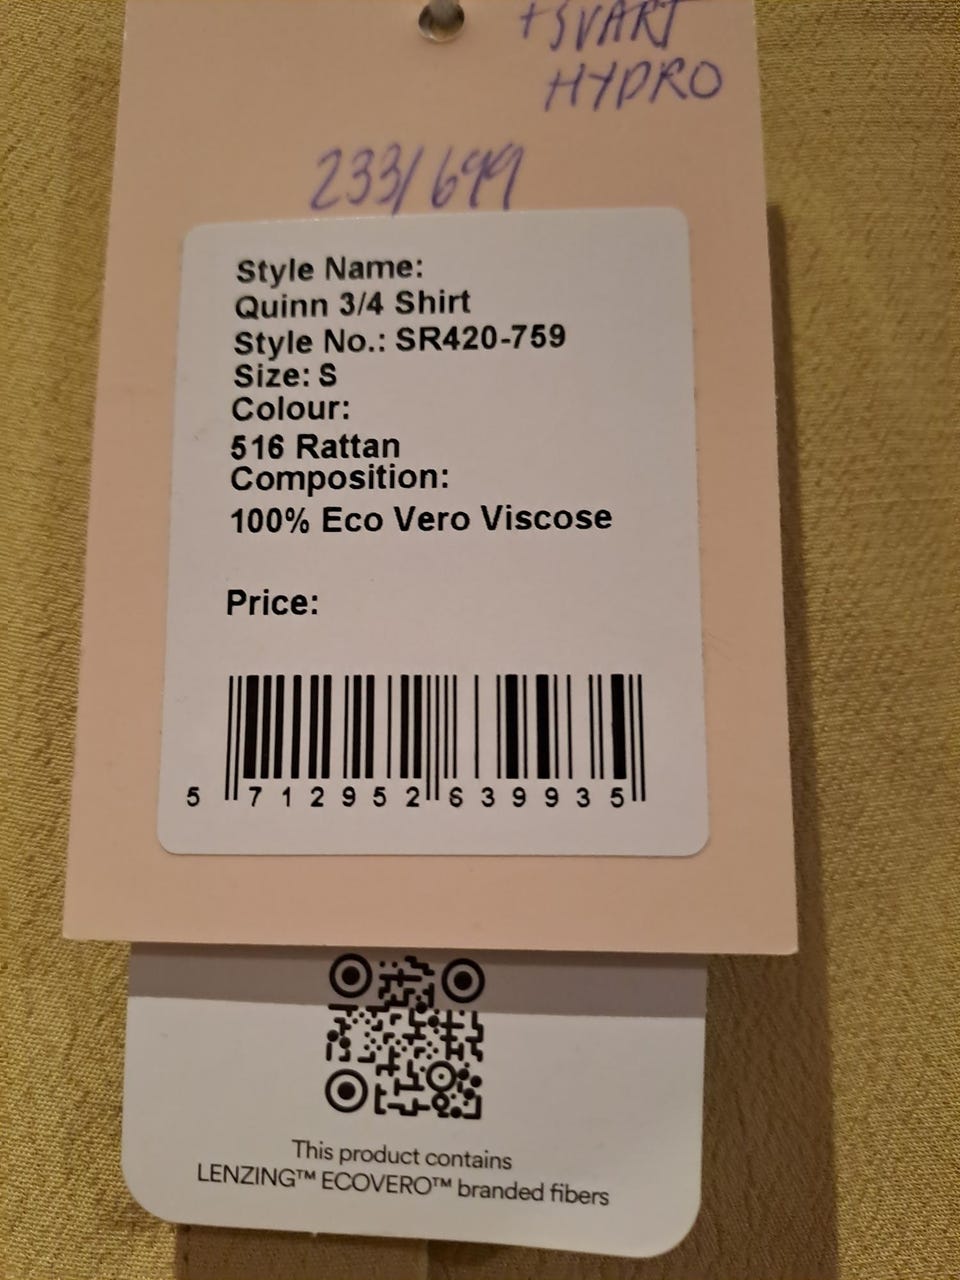 +SVART
HYDRO
233/699
Style Name:
Quinn 3/4 Shirt
Style No.: SR420-759
Size: S
Colour:
516 Rattan
Composition:
100% Eco Vero Viscose
Price:
5 712952 639935
This product contains
LENZING™ ECOVERO™ branded fibers